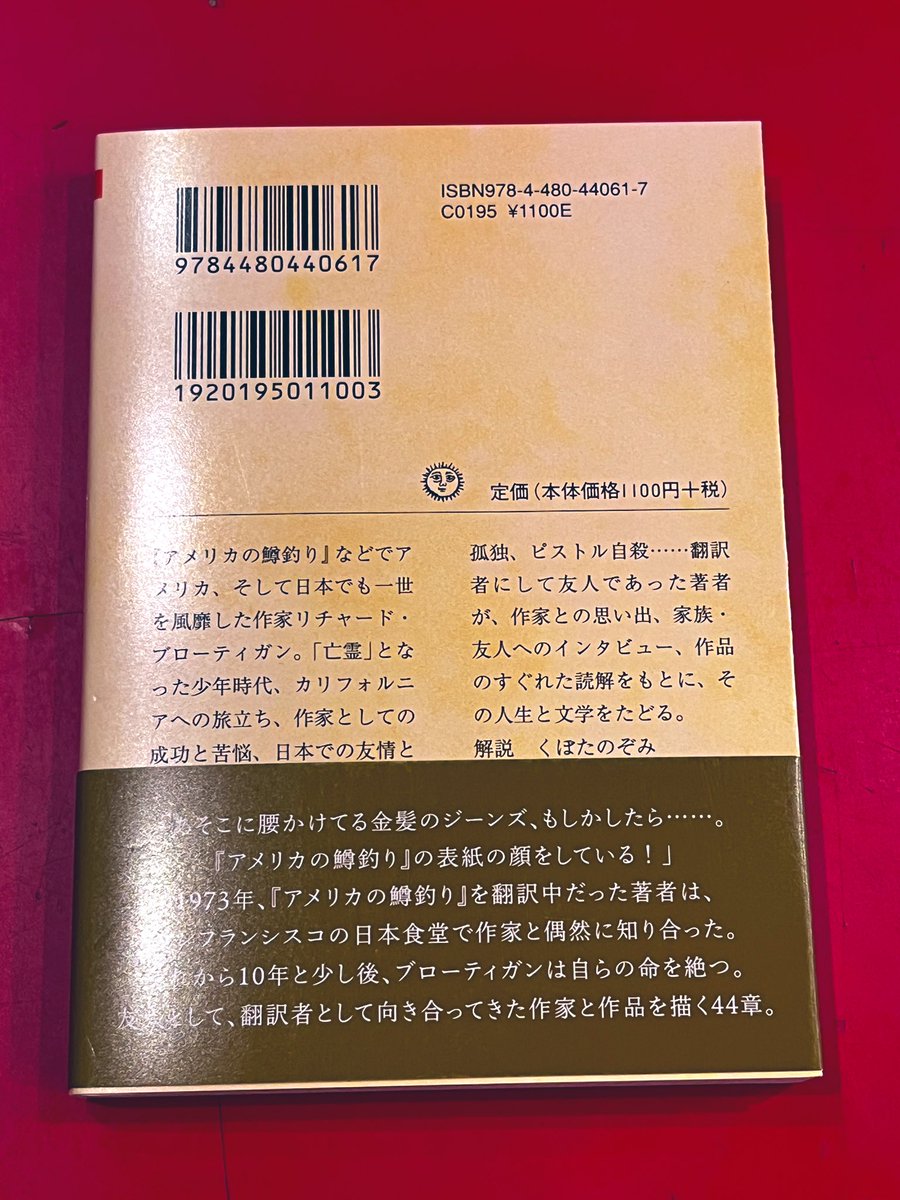 ISBN978-4-480-44061-7
C0195 ¥1100E
9784480440617
1920195011003
定価(本体価格1100円+税)
『アメリカの鱒釣り』などでア
メリカ、そして日本でも一世
を風靡した作家リチャード・
ブローティガン。「亡霊」とな
った少年時代、カリフォルニ
アへの旅立ち、作家としての
成功と苦悩、日本での友情と
孤独、ピストル自殺……翻訳
者にして友人であった著者
が、作家との思い出、家族・
友人へのインタビュー、作品
のすぐれた読解をもとに、そ
の人生と文学をたどる。
解説 くぼたのぞみ
あそこに腰かけてる金髪のジーンズ、もしかしたら……。
『アメリカの鱒釣り』の表紙の顔をしている!」
1973年、『アメリカの鱒釣り』を翻訳中だった著者は、
ンフランシスコの日本食堂で作家と偶然に知り合った。
れから10年と少し後、ブローティガンは自らの命を絶つ。
友人として、翻訳者として向き合ってきた作家と作品を描く44章。